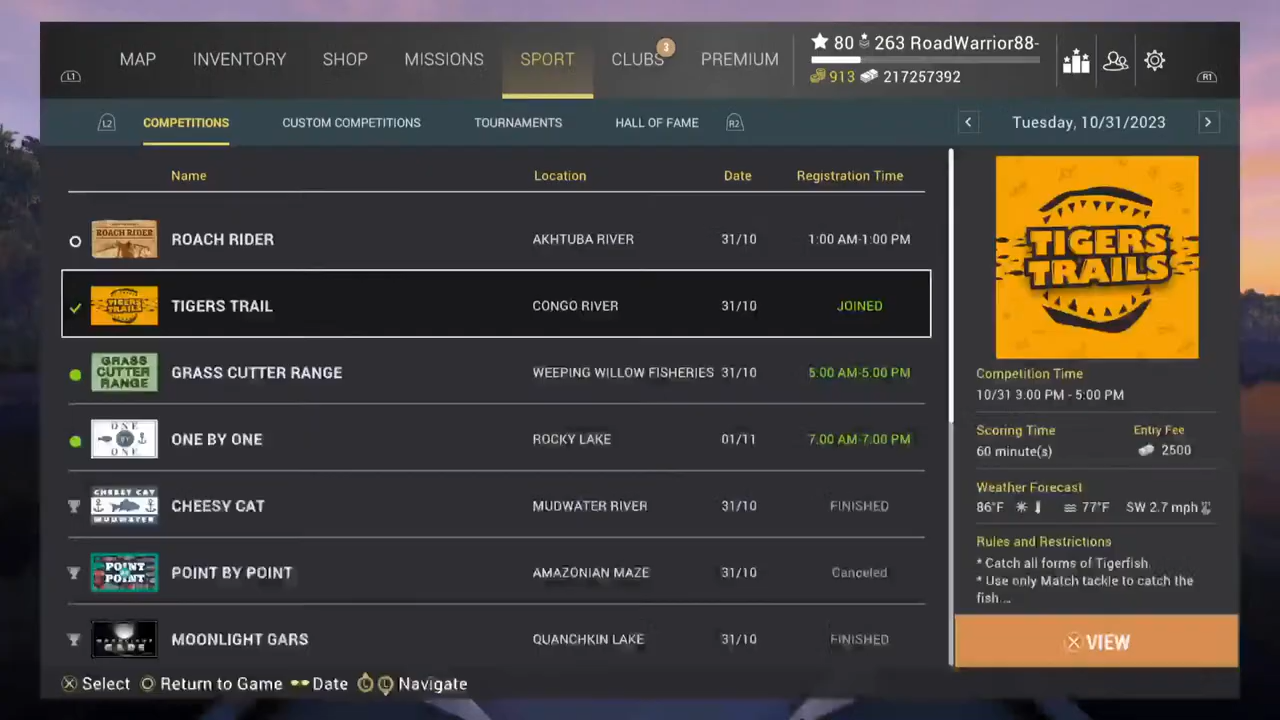 MAP INVENTORY SHOP MISSIONS SPORT CLUBS 3 PREMIUM
80 263 RoadWarrior88-
913 217257392
L1 R1
L2 COMPETITIONS CUSTOM COMPETITIONS TOURNAMENTS HALL OF FAME R2
Tuesday, 10/31/2023
Name Location Date Registration Time
ROACH RIDER ROACH RIDER AKHTUBA RIVER 31/10 1:00 AM-1:00 PM
TIGERS TRAILS TIGERS TRAIL CONGO RIVER 31/10 JOINED
GRASS CUTTER RANGE GRASS CUTTER RANGE WEEPING WILLOW FISHERIES 31/10 5:00 AM-5:00 PM
ONE BY ONE ONE BY ONE ROCKY LAKE 01/11 7:00 AM-7:00 PM
CHEESY CAT MUDWATER CHEESY CAT MUDWATER RIVER 31/10 FINISHED
POINT BY POINT POINT BY POINT AMAZONIAN MAZE 31/10 Canceled
MOONLIGHT GARS MOONLIGHT GARS QUANCHKIN LAKE 31/10 FINISHED
TIGERS
TRAILS
Competition Time
10/31 3:00 PM - 5:00 PM
Scoring Time Entry Fee
60 minute(s) 2500
Weather Forecast
86°F 77°F SW 2.7 mph
Rules and Restrictions
* Catch all forms of Tigerfish.
* Use only Match tackle to catch the
fish ...
VIEW
Select Return to Game Date L L Navigate